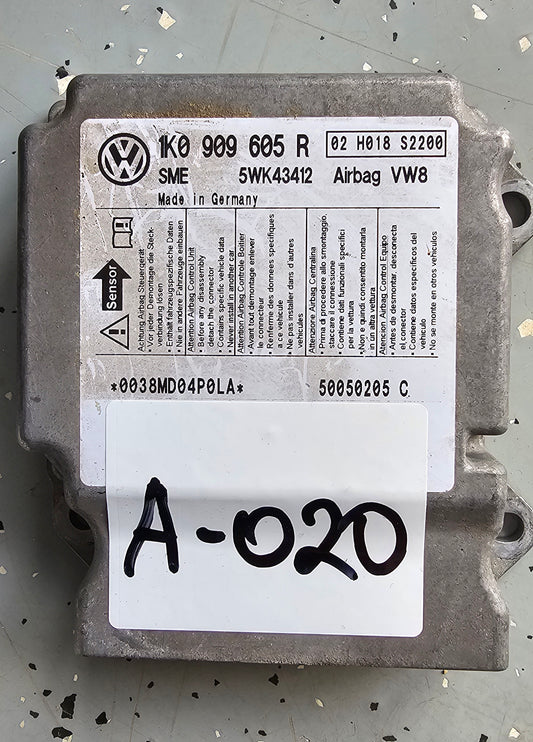 1K0 909 605 R
02 H018 S2200
SME 5WK43412 Airbag VW8
Made in Germany
Sensor
Achtung Airbag Steuergerät
• Vor jeder Demontage die Steck-
verbindung lösen
• Enthält fahrzeugspezifische Daten
• Nie in andere Fahrzeuge einbauen
Attention Airbag Control Unit
• Before any disassembly
detach the connector
• Contains specific vehicle data
• Never install in another car
Attention Airbag Controle Boitier
• Avant tout demontage enlever
le connecteur
• Renferme des donnees specifiques
a ce vehicule
• Ne pas installer dans d'autres
vehicules
Attenzione Airbag Centralina
• Prima di procedere allo smontaggio,
staccare il connessione
• Contiene dati funzionali specifici
per la vettura
• Non e quindi consentito montarla
in un altra vettura
Atencion Airbag Control Equipo
• Antes de desmontar, desconecta
el conector
• Contiene datos especificos del
vehiculo
• No se monte en otros vehiculos
*0038MD04P0LA* 50050205 C
A-020